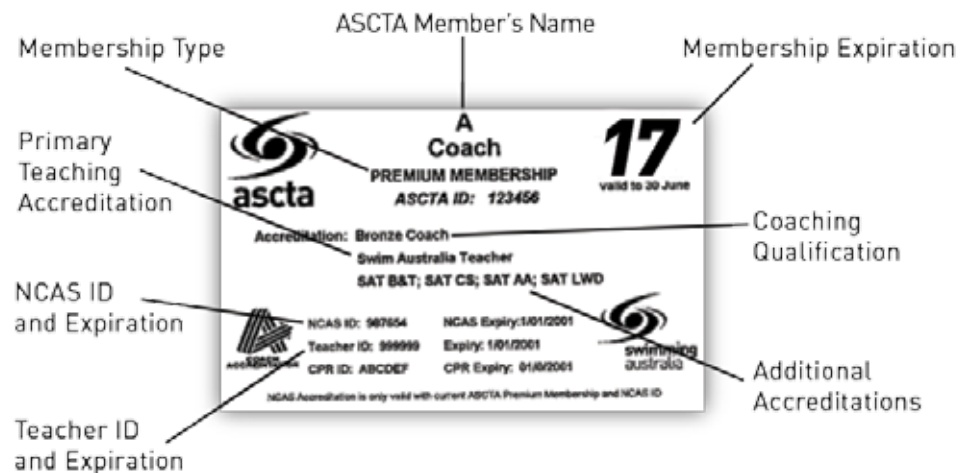 ASCTA Member's Name
Membership Type
Membership Expiration
Primary
Teaching
Accreditation
Coaching
Qualification
NCAS ID
and Expiration
Additional
Accreditations
Teacher ID
and Expiration
A
Coach
PREMIUM MEMBERSHIP
ASCTA ID: 123456
ascta
17
valid to 30 June
Accreditation: Bronze Coach
Swim Australia Teacher
SAT B&T; SAT CS; SAT AA; SAT LWD
NCAS ID: 987654 NCAS Expiry:1/01/2001
Teacher ID: 999999 Expiry: 1/01/2001
CPR ID: ABCDEF CPR Expiry: 01/0/2001
COACH
ACCREDITATION
swimming
australia
NCAS Accreditation is only valid with current ASCTA Premium Membership and NCAS ID